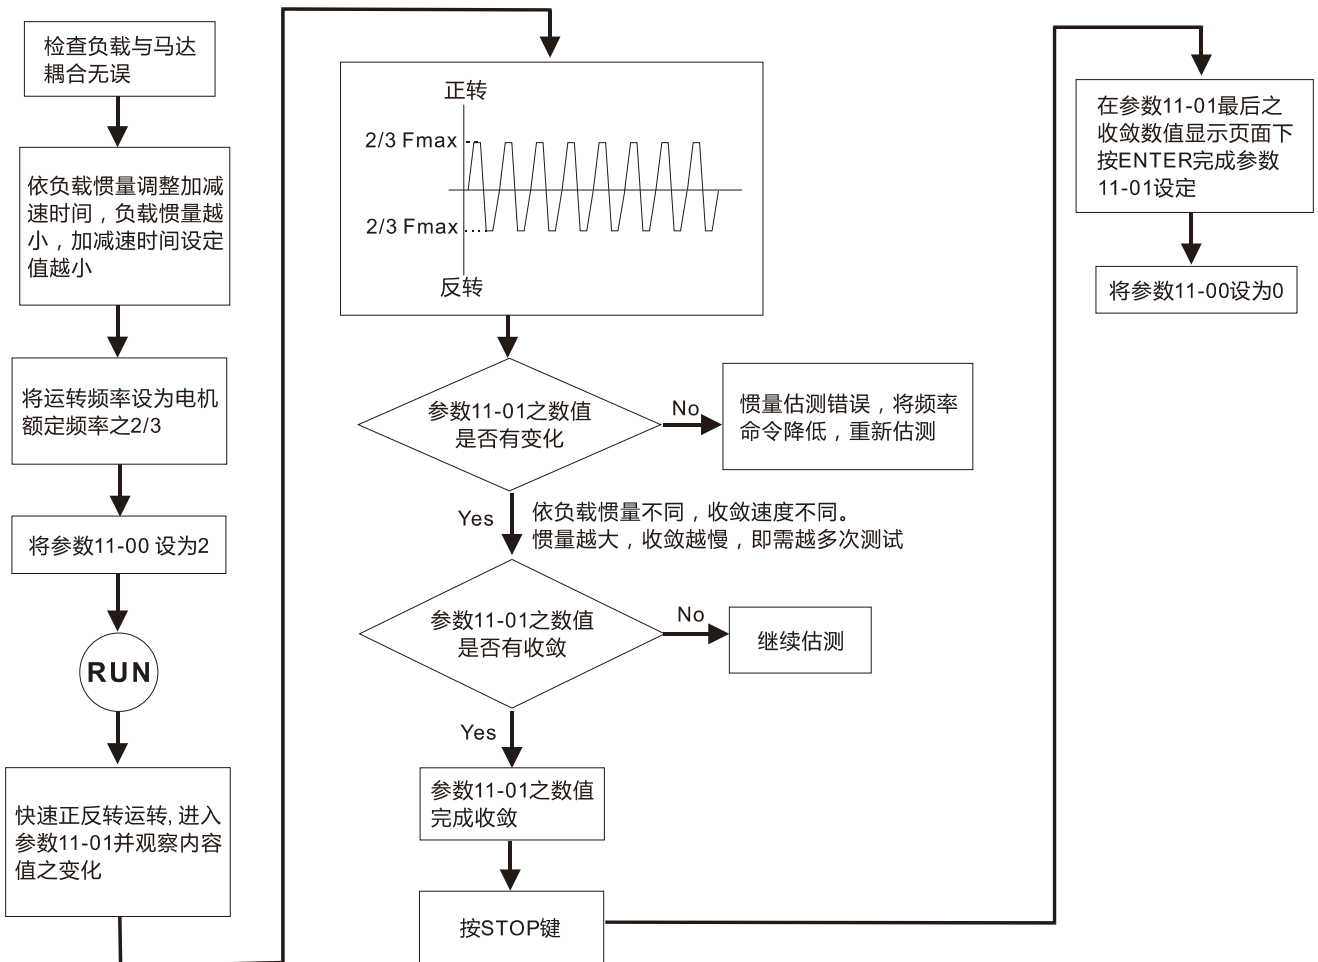 检查负载与马达
耦合无误
依负载惯量调整加减
速时间，负载惯量越
小，加减速时间设定
值越小
将运转频率设为电机
额定频率之2/3
将参数11-00 设为2
RUN
快速正反转运转, 进入
参数11-01并观察内容
值之变化
正转
2/3 Fmax
2/3 Fmax
反转
参数11-01之数值
是否有变化
No
惯量估测错误，将频率
命令降低，重新估测
Yes
依负载惯量不同，收敛速度不同。
惯量越大，收敛越慢，即需越多次测试
参数11-01之数值
是否有收敛
No
继续估测
Yes
参数11-01之数值
完成收敛
按STOP键
在参数11-01最后之
收敛数值显示页面下
按ENTER完成参数
11-01设定
将参数11-00设为0